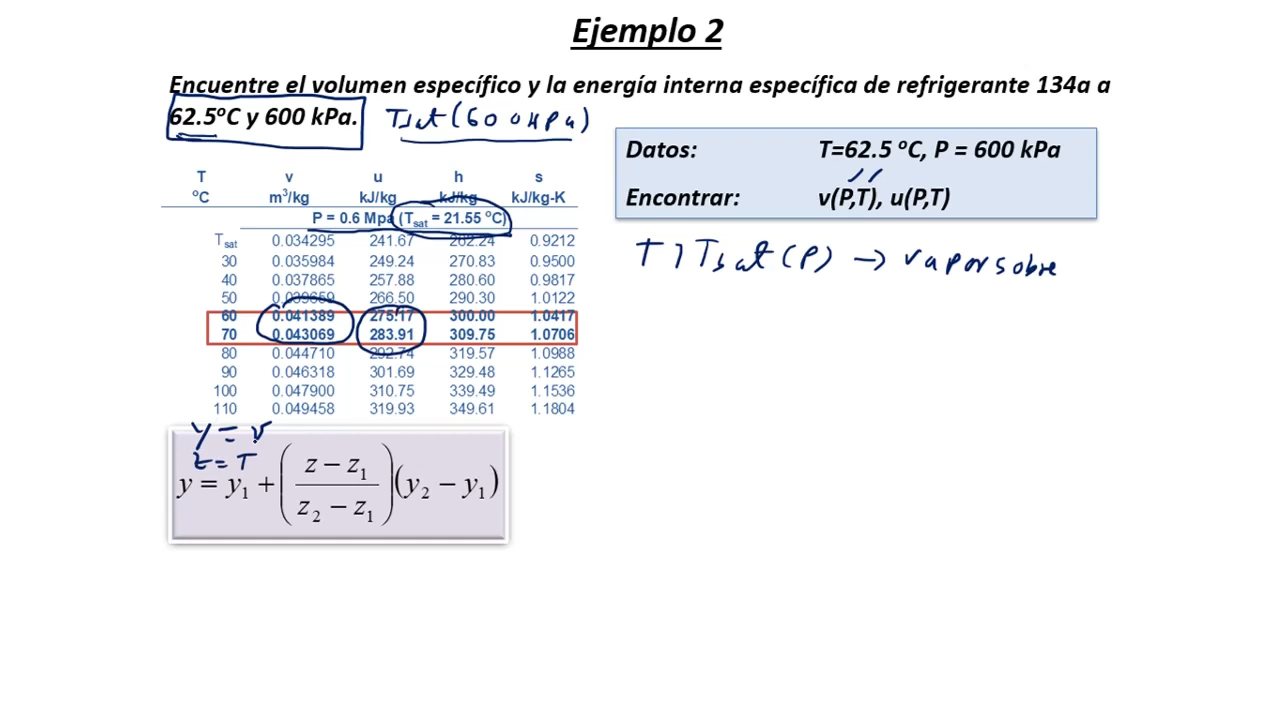 Ejemplo 2
Encuentre el volumen específico y la energía interna específica de refrigerante 134a a
62.5ºC y 600 kPa.
Tsat(600kPa)
Datos: T=62.5 ºC, P = 600 kPa
Encontrar: v(P,T), u(P,T)
T v u h s
ºC m³/kg kJ/kg kJ/kg kJ/kg-K
P = 0.6 Mpa (Tsat = 21.55 ºC)
Tsat 0.034295 241.67 262.24 0.9212
30 0.035984 249.24 270.83 0.9500
40 0.037865 257.88 280.60 0.9817
50 0.039659 266.50 290.30 1.0122
60 0.041389 275.17 300.00 1.0417
70 0.043069 283.91 309.75 1.0706
80 0.044710 292.74 319.57 1.0988
90 0.046318 301.69 329.48 1.1265
100 0.047900 310.75 339.49 1.1536
110 0.049458 319.93 349.61 1.1804
T > Tsat(P) → vapor sobre
y = v
z = T
y = y₁ + ( z − z₁ / z₂ − z₁ ) (y₂ − y₁)